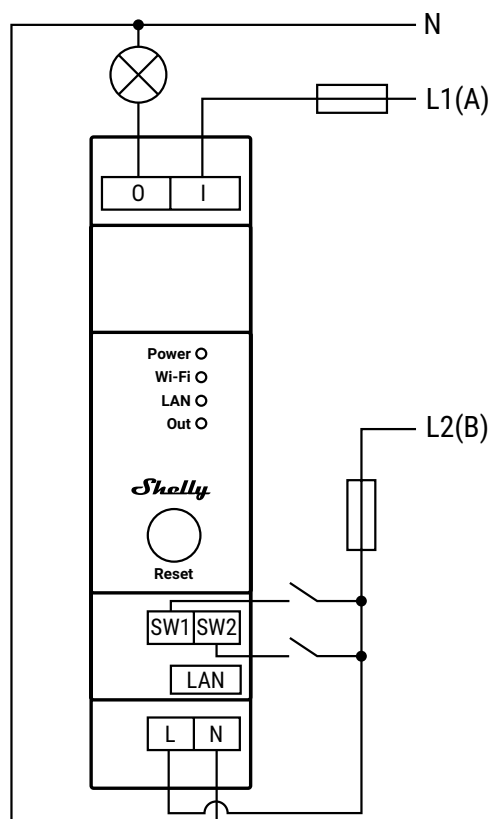 N
L1(A)
O I
Power
Wi-Fi
LAN
Out
L2(B)
Shelly
Reset
SW1 SW2
LAN
L N